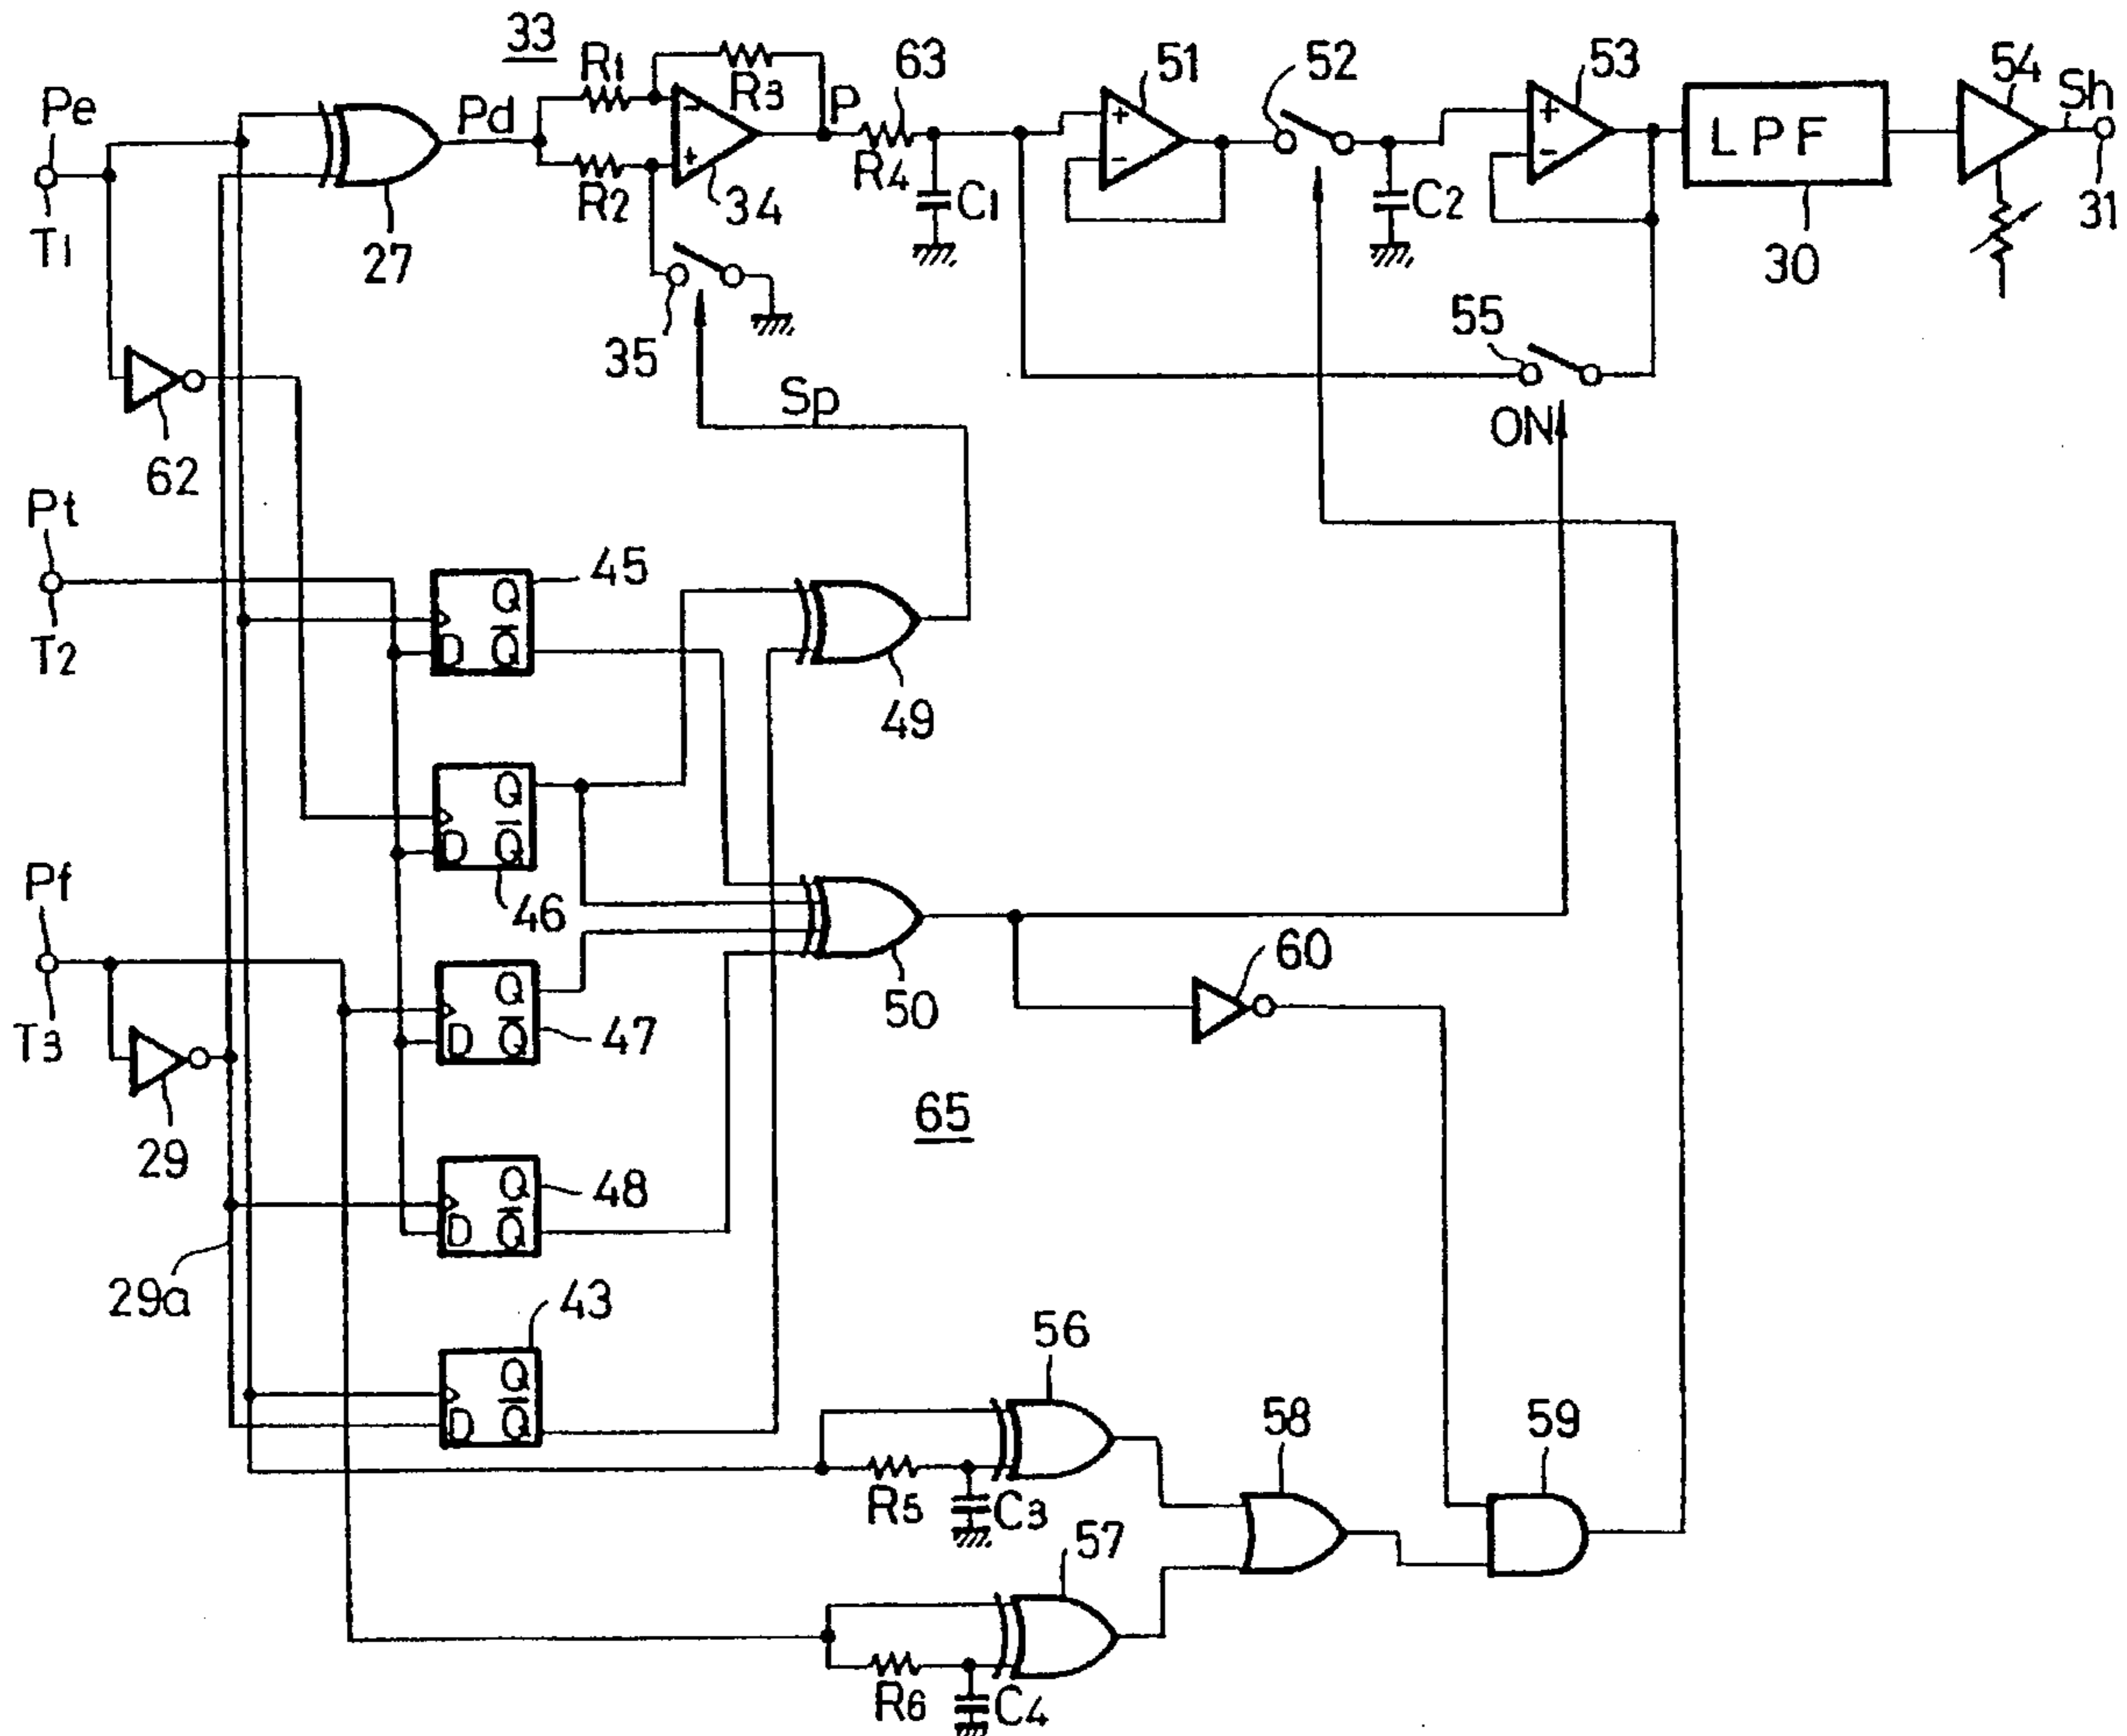 33
R1
R3
63
51
52
53
54
Pe
Pd
P
Sh
-
+
+
-
+
-
LPF
T1
R2
34
R4
C1
C2
27
30
31
35
55
Sp
ON
62
Pt
T2
45
Q
D Q̅
49
46
Q
D Q̅
Pf
T3
47
Q
D Q̅
50
60
29
65
48
Q
D Q̅
29a
43
Q
D Q̅
56
58
59
R5
C3
57
R6
C4